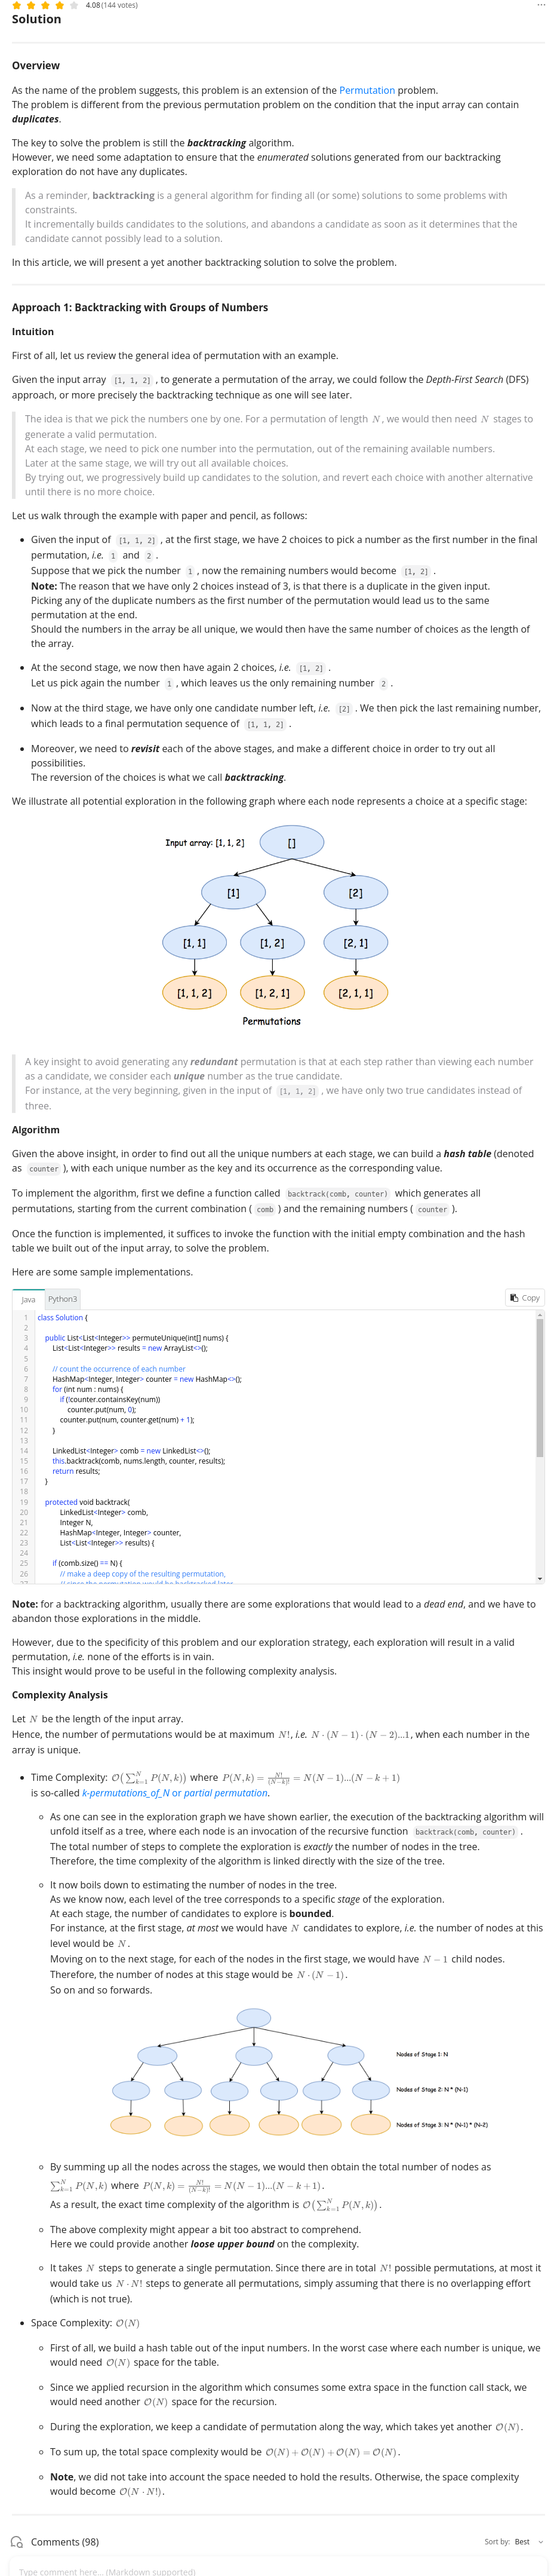 4.08 (144 votes)
Solution
Overview
As the name of the problem suggests, this problem is an extension of the Permutation problem.
The problem is different from the previous permutation problem on the condition that the input array can contain
duplicates.
The key to solve the problem is still the backtracking algorithm.
However, we need some adaptation to ensure that the enumerated solutions generated from our backtracking
exploration do not have any duplicates.
As a reminder, backtracking is a general algorithm for finding all (or some) solutions to some problems with
constraints.
It incrementally builds candidates to the solutions, and abandons a candidate as soon as it determines that the
candidate cannot possibly lead to a solution.
In this article, we will present a yet another backtracking solution to solve the problem.
Approach 1: Backtracking with Groups of Numbers
Intuition
First of all, let us review the general idea of permutation with an example.
Given the input array [1, 1, 2] , to generate a permutation of the array, we could follow the Depth-First Search (DFS)
approach, or more precisely the backtracking technique as one will see later.
The idea is that we pick the numbers one by one. For a permutation of length N, we would then need N stages to
generate a valid permutation.
At each stage, we need to pick one number into the permutation, out of the remaining available numbers.
Later at the same stage, we will try out all available choices.
By trying out, we progressively build up candidates to the solution, and revert each choice with another alternative
until there is no more choice.
Let us walk through the example with paper and pencil, as follows:
• Given the input of [1, 1, 2] , at the first stage, we have 2 choices to pick a number as the first number in the final
permutation, i.e. 1 and 2 .
Suppose that we pick the number 1 , now the remaining numbers would become [1, 2] .
Note: The reason that we have only 2 choices instead of 3, is that there is a duplicate in the given input.
Picking any of the duplicate numbers as the first number of the permutation would lead us to the same
permutation at the end.
Should the numbers in the array be all unique, we would then have the same number of choices as the length of
the array.
• At the second stage, we now then have again 2 choices, i.e. [1, 2] .
Let us pick again the number 1 , which leaves us the only remaining number 2 .
• Now at the third stage, we have only one candidate number left, i.e. [2] . We then pick the last remaining number,
which leads to a final permutation sequence of [1, 1, 2] .
• Moreover, we need to revisit each of the above stages, and make a different choice in order to try out all
possibilities.
The reversion of the choices is what we call backtracking.
We illustrate all potential exploration in the following graph where each node represents a choice at a specific stage:
Input array: [1, 1, 2] []
[1] [2]
[1, 1] [1, 2] [2, 1]
[1, 1, 2] [1, 2, 1] [2, 1, 1]
Permutations
A key insight to avoid generating any redundant permutation is that at each step rather than viewing each number
as a candidate, we consider each unique number as the true candidate.
For instance, at the very beginning, given in the input of [1, 1, 2] , we have only two true candidates instead of
three.
Algorithm
Given the above insight, in order to find out all the unique numbers at each stage, we can build a hash table (denoted
as counter ), with each unique number as the key and its occurrence as the corresponding value.
To implement the algorithm, first we define a function called backtrack(comb, counter) which generates all
permutations, starting from the current combination ( comb ) and the remaining numbers ( counter ).
Once the function is implemented, it suffices to invoke the function with the initial empty combination and the hash
table we built out of the input array, to solve the problem.
Here are some sample implementations.
Java Python3 Copy
1 class Solution {
2
3 public List<List<Integer>> permuteUnique(int[] nums) {
4 List<List<Integer>> results = new ArrayList<>();
5
6 // count the occurrence of each number
7 HashMap<Integer, Integer> counter = new HashMap<>();
8 for (int num : nums) {
9 if (!counter.containsKey(num))
10 counter.put(num, 0);
11 counter.put(num, counter.get(num) + 1);
12 }
13
14 LinkedList<Integer> comb = new LinkedList<>();
15 this.backtrack(comb, nums.length, counter, results);
16 return results;
17 }
18
19 protected void backtrack(
20 LinkedList<Integer> comb,
21 Integer N,
22 HashMap<Integer, Integer> counter,
23 List<List<Integer>> results) {
24
25 if (comb.size() == N) {
26 // make a deep copy of the resulting permutation,
27 // since the permutation would be backtracked later.
Note: for a backtracking algorithm, usually there are some explorations that would lead to a dead end, and we have to
abandon those explorations in the middle.
However, due to the specificity of this problem and our exploration strategy, each exploration will result in a valid
permutation, i.e. none of the efforts is in vain.
This insight would prove to be useful in the following complexity analysis.
Complexity Analysis
Let N be the length of the input array.
Hence, the number of permutations would be at maximum N!, i.e. N · (N − 1) · (N − 2)...1, when each number in the
array is unique.
• Time Complexity: O(∑_{k=1}^{N} P(N, k)) where P(N, k) = N!/(N−k)! = N(N − 1)...(N − k + 1)
is so-called k-permutations_of_N or partial permutation.
◦ As one can see in the exploration graph we have shown earlier, the execution of the backtracking algorithm will
unfold itself as a tree, where each node is an invocation of the recursive function backtrack(comb, counter) .
The total number of steps to complete the exploration is exactly the number of nodes in the tree.
Therefore, the time complexity of the algorithm is linked directly with the size of the tree.
◦ It now boils down to estimating the number of nodes in the tree.
As we know now, each level of the tree corresponds to a specific stage of the exploration.
At each stage, the number of candidates to explore is bounded.
For instance, at the first stage, at most we would have N candidates to explore, i.e. the number of nodes at this
level would be N.
Moving on to the next stage, for each of the nodes in the first stage, we would have N − 1 child nodes.
Therefore, the number of nodes at this stage would be N · (N − 1).
So on and so forwards.
Nodes of Stage 1: N
Nodes of Stage 2: N * (N-1)
Nodes of Stage 3: N * (N-1) * (N-2)
◦ By summing up all the nodes across the stages, we would then obtain the total number of nodes as
∑_{k=1}^{N} P(N, k) where P(N, k) = N!/(N−k)! = N(N − 1)...(N − k + 1).
As a result, the exact time complexity of the algorithm is O(∑_{k=1}^{N} P(N, k)).
◦ The above complexity might appear a bit too abstract to comprehend.
Here we could provide another loose upper bound on the complexity.
◦ It takes N steps to generate a single permutation. Since there are in total N! possible permutations, at most it
would take us N · N! steps to generate all permutations, simply assuming that there is no overlapping effort
(which is not true).
• Space Complexity: O(N)
◦ First of all, we build a hash table out of the input numbers. In the worst case where each number is unique, we
would need O(N) space for the table.
◦ Since we applied recursion in the algorithm which consumes some extra space in the function call stack, we
would need another O(N) space for the recursion.
◦ During the exploration, we keep a candidate of permutation along the way, which takes yet another O(N).
◦ To sum up, the total space complexity would be O(N) + O(N) + O(N) = O(N).
◦ Note, we did not take into account the space needed to hold the results. Otherwise, the space complexity
would become O(N · N!).
Comments (98) Sort by: Best
Type comment here... (Markdown supported)